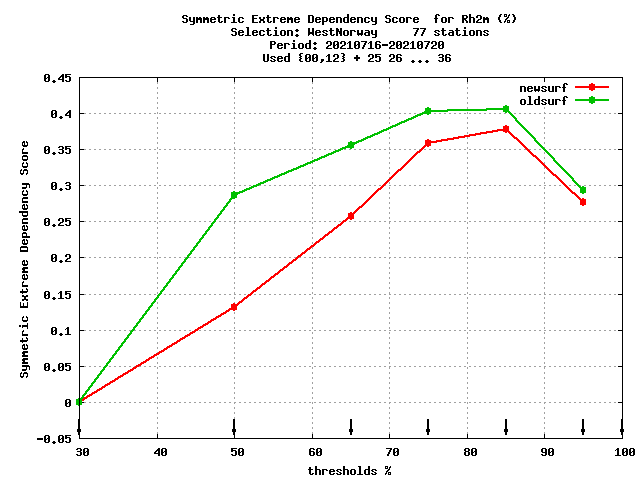 Symmetric Extreme Dependency Score for Rh2m (%)
Selection: WestNorway 77 stations
Period: 20210716-20210720
Used {00,12} + 25 26 ... 36
newsurf
oldsurf
Symmetric Extreme Dependency Score
0.45
0.4
0.35
0.3
0.25
0.2
0.15
0.1
0.05
0
-0.05
30 40 50 60 70 80 90 100
thresholds %